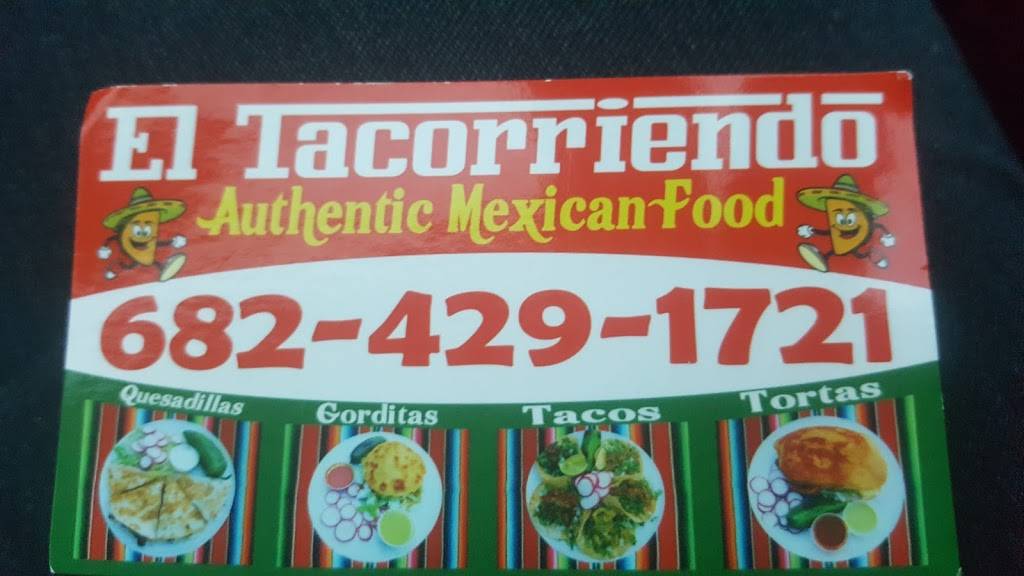 El Tacorriendo
Authentic Mexican Food
682-429-1721
Quesadillas Gorditas Tacos Tortas